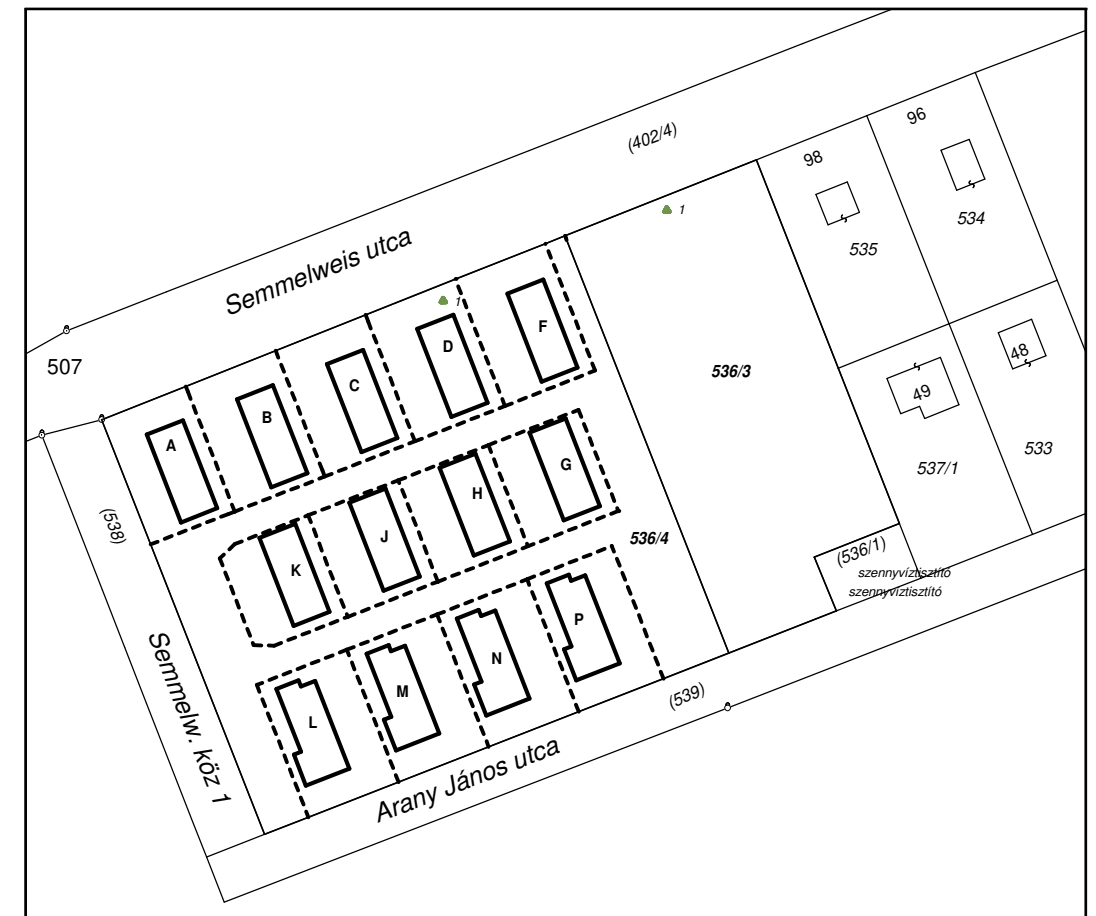 96
98
(402/4)
534
1
535
Semmelweis utca
1
F
D
48
507
C
536/3
49
B
A
533
G
537/1
H
(538)
J
536/4
(536/1)
K
szennyvíztisztító
szennyvíztisztító
P
N
Semmelw. köz 1
M
(539)
L
Arany János utca